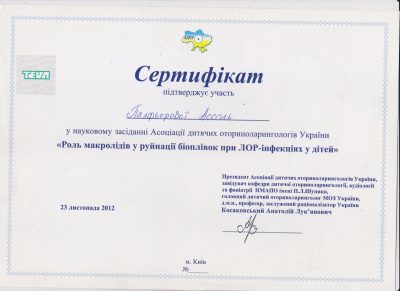 TEVA
Сертифікат
підтверджує участь
Ассоль
у науковому засіданні Асоціації дитячих оториноларингологів України
«Роль макролідів у руйнації біоплівок при ЛОР-інфекціях у дітей»
Президент Асоціації дитячих оториноларингологів України,
завідувач кафедри дитячої оториноларингології, аудіології
та фоніатрії НМАПО імені П.Л.Шупика,
головний дитячий оториноларинголог МОЗ України,
д.м.н., професор, заслужений раціоналізатор України
Косаковський Анатолій Лук'янович
23 листопада 2012
м. Київ
№